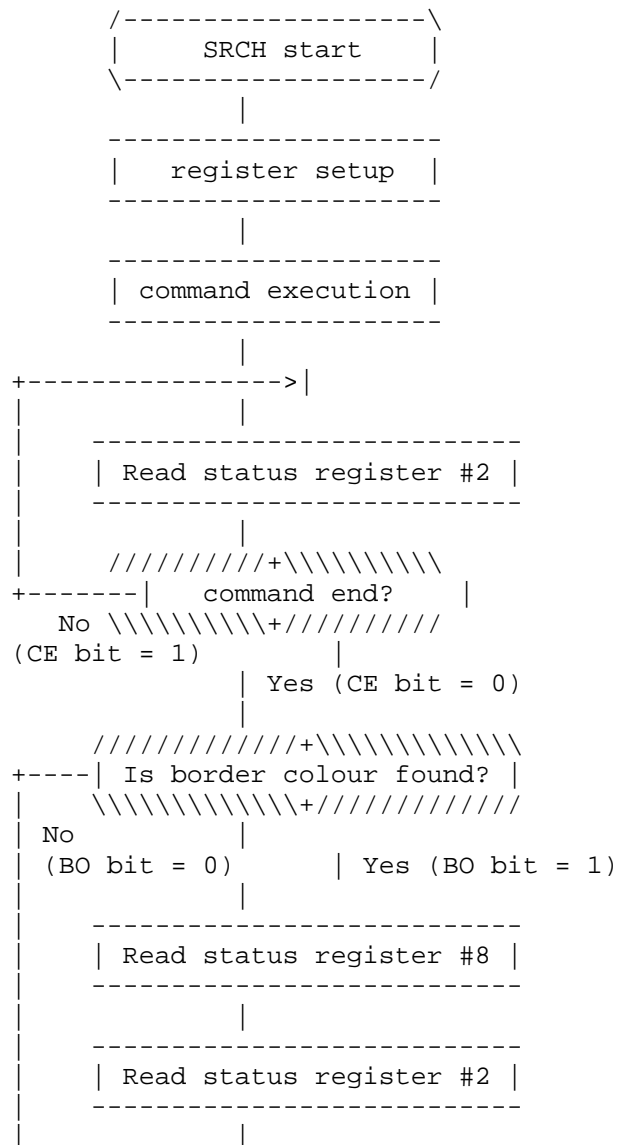 SRCH start
register setup
command execution
Read status register #2
command end?
No
(CE bit = 1)
Yes (CE bit = 0)
Is border colour found?
No
(BO bit = 0) Yes (BO bit = 1)
Read status register #8
Read status register #2